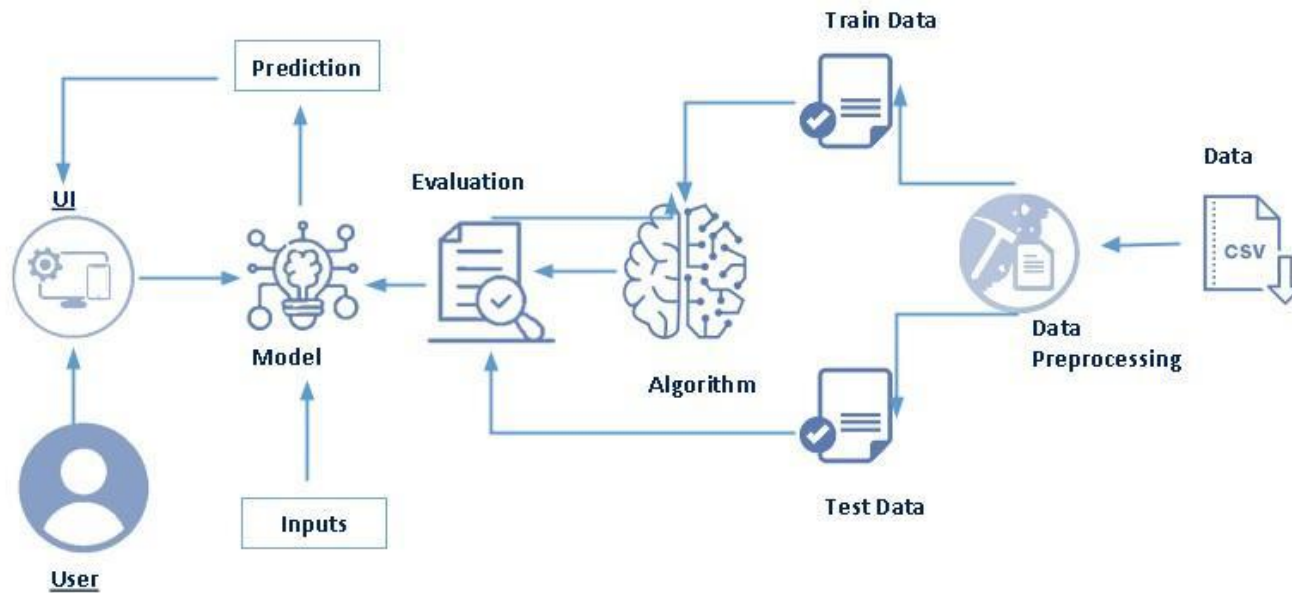 Train Data
Prediction
Data
Evaluation
UI
CSV
Data
Preprocessing
Model
Algorithm
Test Data
Inputs
User